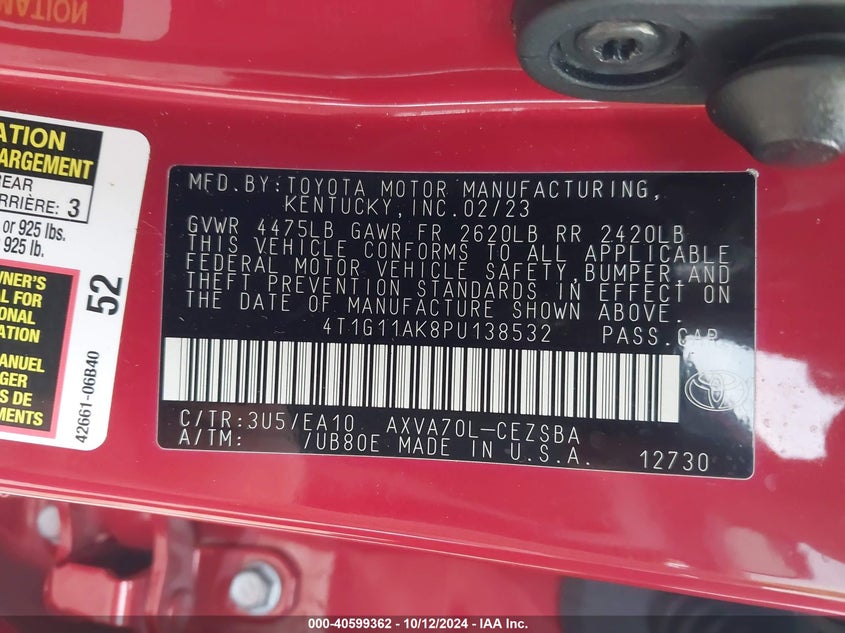 MATION
ATION
ARGEMENT
REAR
ARRIÈRE: 3
or 925 lbs.
925 lb.
WNER'S
AL FOR
IONAL
ATION
MANUEL
GER
MENTS
52
42661-06B40
MFD.BY:TOYOTA MOTOR MANUFACTURING,
KENTUCKY,INC.02/23
GVWR 4475LB GAWR FR 2620LB RR 2420LB
THIS VEHICLE CONFORMS TO ALL APPLICABLE
FEDERAL MOTOR VEHICLE SAFETY,BUMPER,AND
THEFT PREVENTION STANDARDS IN EFFECT ON
THE DATE OF MANUFACTURE SHOWN ABOVE.
4T1G11AK8PU138532 PASS.CAR
C/TR:3U5/EA10 AXVA70L-CEZSBA
A/TM: /UB80E MADE IN U.S.A. 12730
000-40599362 - 10/12/2024 - IAA Inc.